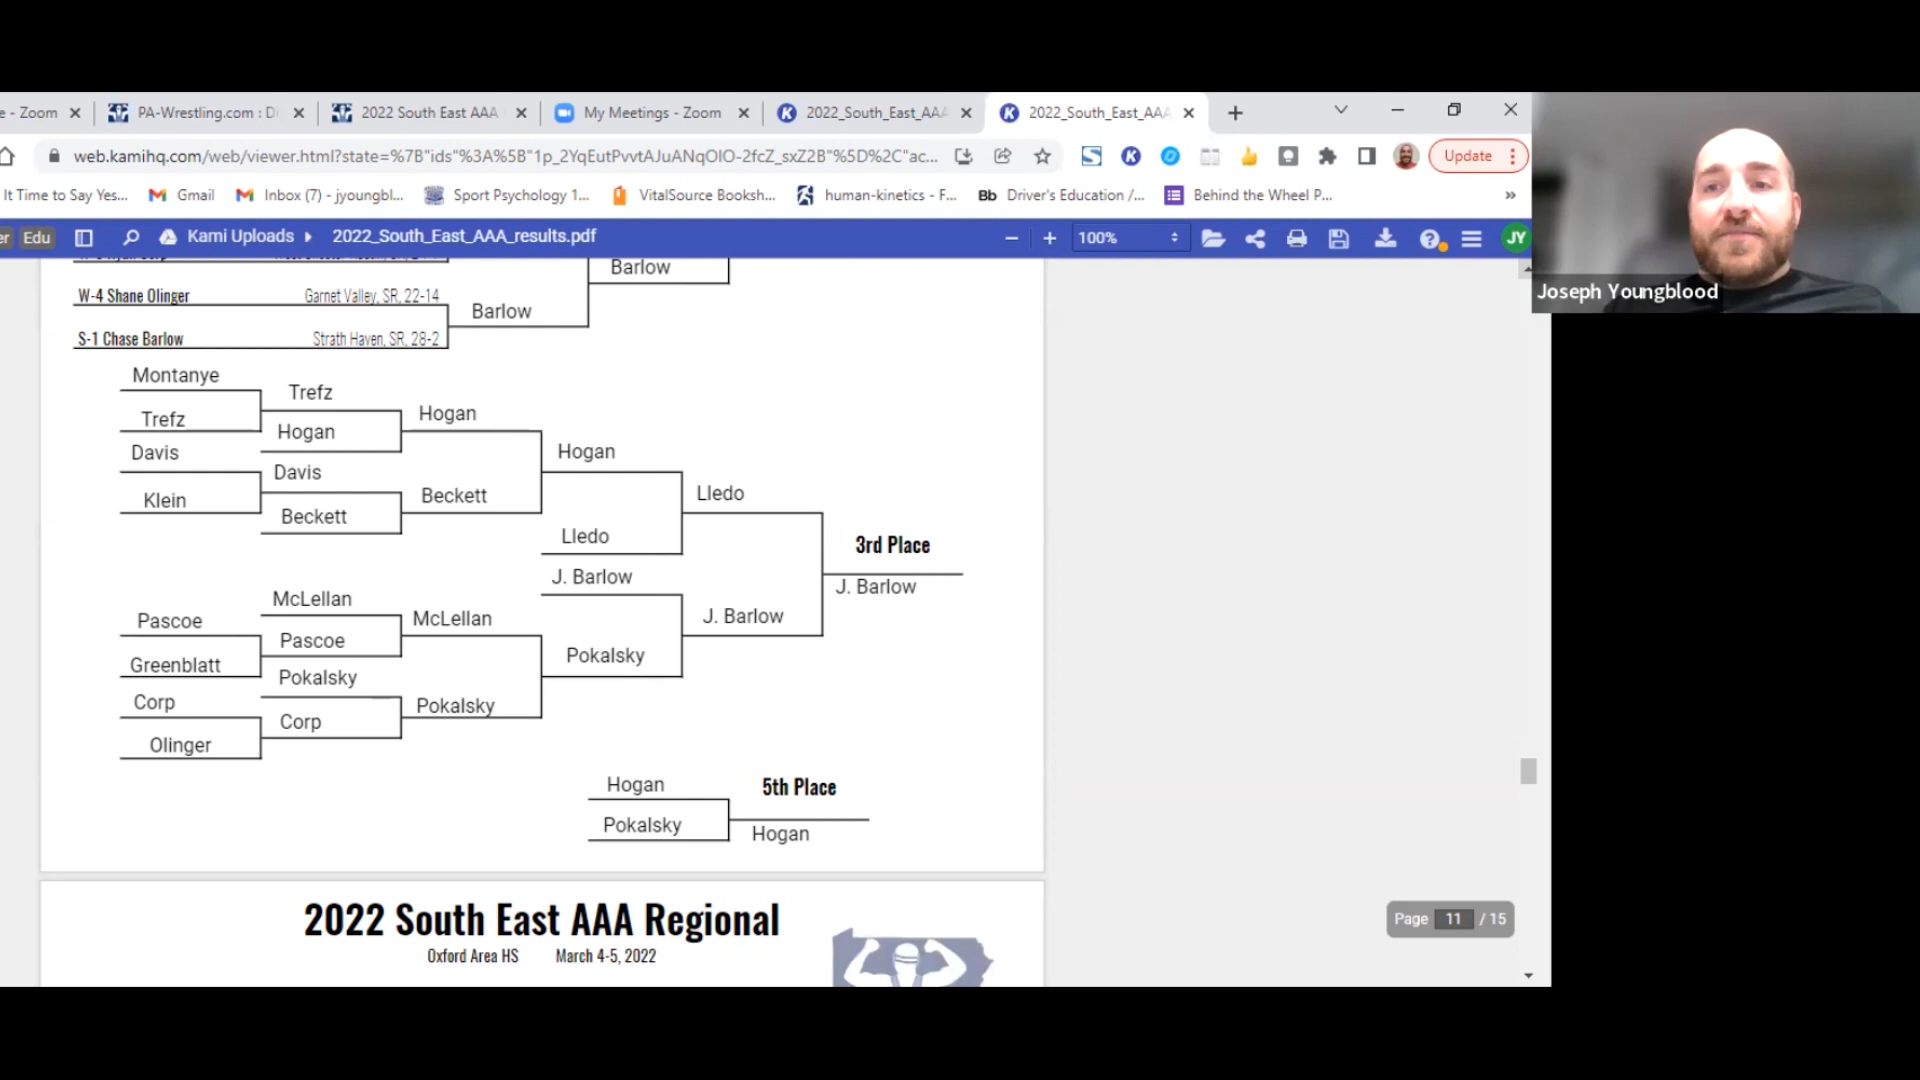 e - Zoom
PA-Wrestling.com : Di
2022 South East AAA
My Meetings - Zoom
2022_South_East_AAA
2022_South_East_AAA
web.kamihq.com/web/viewer.html?state=%7B"ids"%3A%5B"1p_2YqEutPvvtAJuANqOIO-2fcZ_sxZ2B"%5D%2C"ac...
Update
It Time to Say Yes...
Gmail
Inbox (7) - jyoungbl...
Sport Psychology 1...
VitalSource Booksh...
human-kinetics - F...
Bb Driver's Education /...
Behind the Wheel P...
»
er Edu
Kami Uploads
2022_South_East_AAA_results.pdf
100%
JY
Joseph Youngblood
Barlow
W-4 Shane Olinger Garnet Valley, SR, 22-14
Barlow
S-1 Chase Barlow Strath Haven, SR, 28-2
Montanye
Trefz
Trefz
Hogan
Hogan
Davis
Hogan
Davis
Klein
Beckett
Beckett
Lledo
Lledo
3rd Place
J. Barlow
J. Barlow
McLellan
Pascoe
McLellan
J. Barlow
Pascoe
Greenblatt
Pokalsky
Pokalsky
Corp
Pokalsky
Corp
Olinger
Hogan
5th Place
Pokalsky
Hogan
2022 South East AAA Regional
Oxford Area HS March 4-5, 2022
Page 11 / 15